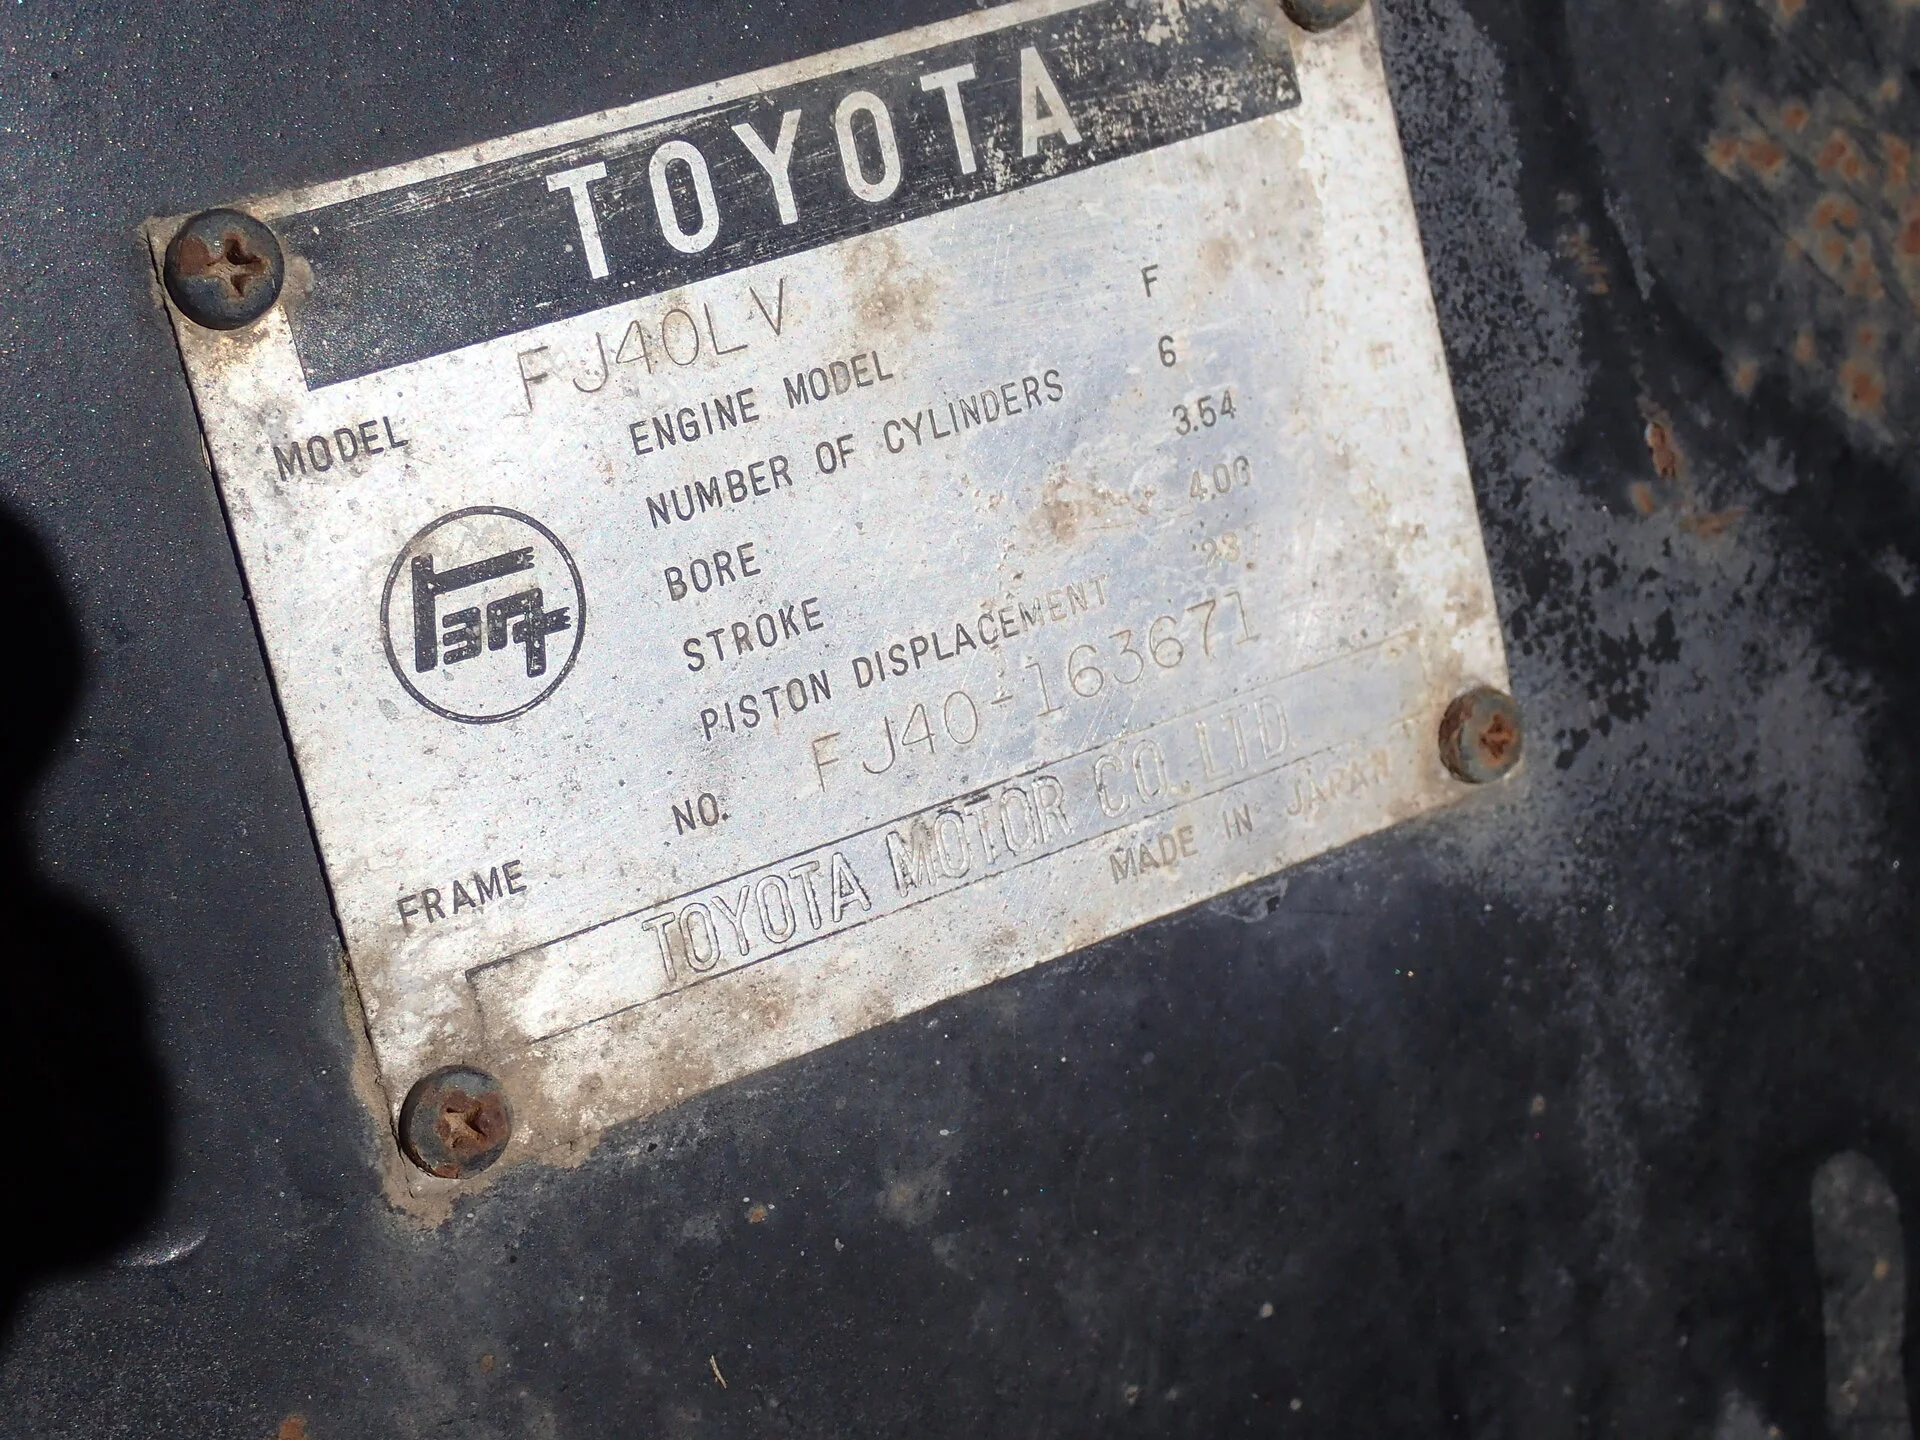 TOYOTA
MODEL FJ40LV
ENGINE MODEL F
NUMBER OF CYLINDERS 6
BORE 3.54
STROKE 4.00
PISTON DISPLACEMENT
FRAME NO. FJ40-163671
TOYOTA MOTOR CO. LTD
MADE IN JAPAN